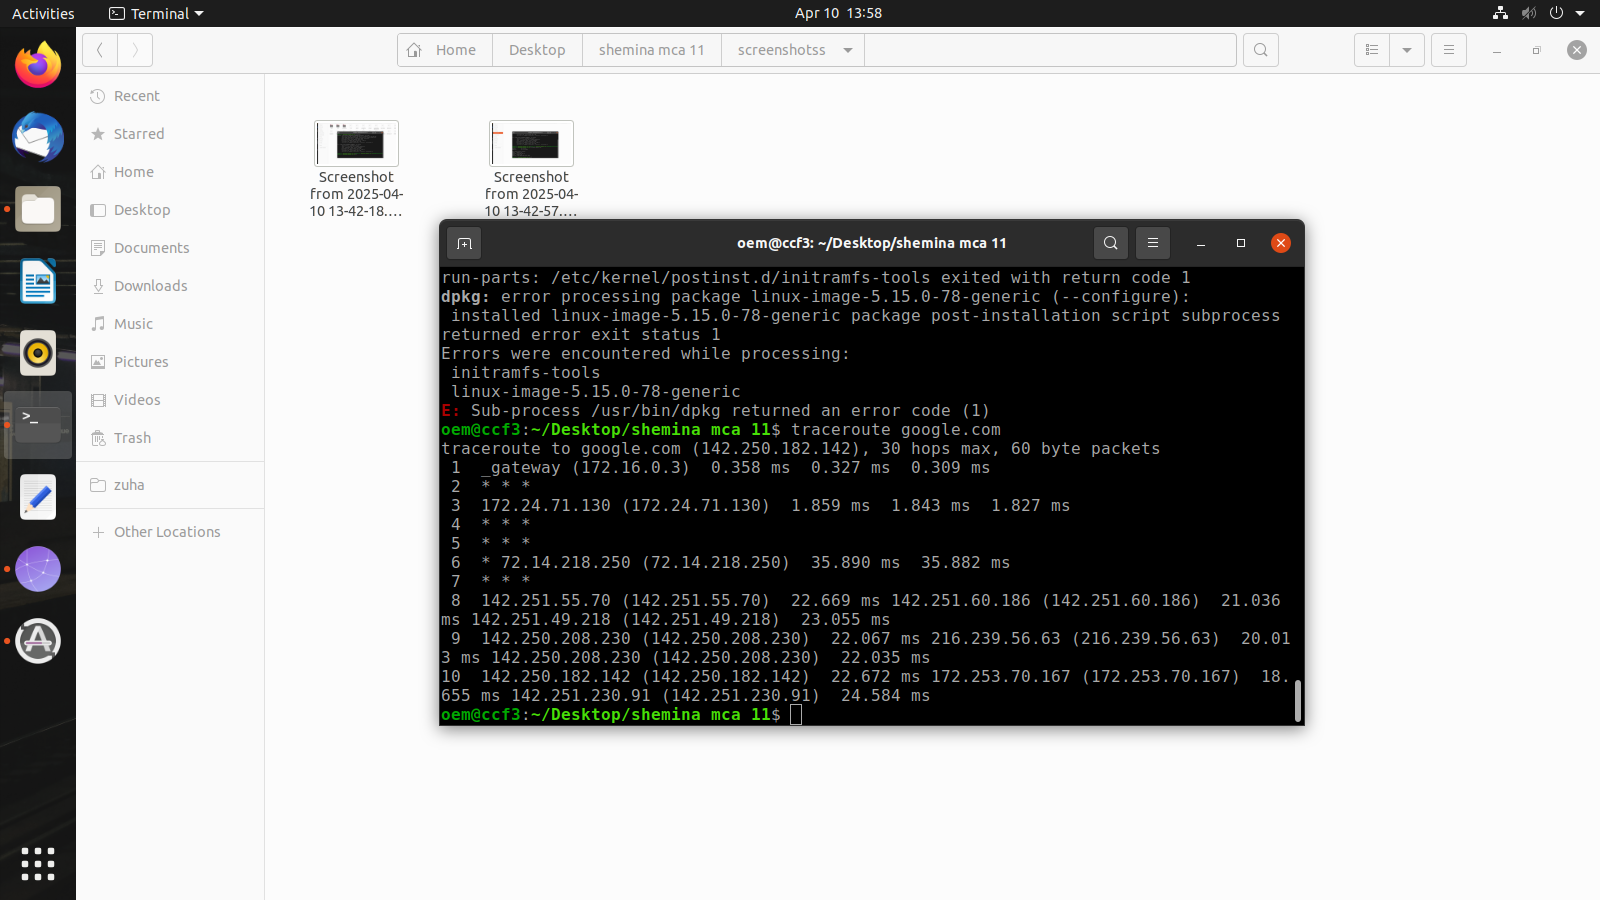 Activities
Terminal
Apr 10 13:58
Home
Desktop
shemina mca 11
screenshotss
Recent
Starred
Home
Desktop
Documents
Downloads
Music
Pictures
Videos
Trash
zuha
Other Locations
Screenshot
from 2025-04-
10 13-42-18.…
Screenshot
from 2025-04-
10 13-42-57.…
oem@ccf3: ~/Desktop/shemina mca 11
run-parts: /etc/kernel/postinst.d/initramfs-tools exited with return code 1
dpkg: error processing package linux-image-5.15.0-78-generic (--configure):
 installed linux-image-5.15.0-78-generic package post-installation script subprocess
returned error exit status 1
Errors were encountered while processing:
 initramfs-tools
 linux-image-5.15.0-78-generic
E: Sub-process /usr/bin/dpkg returned an error code (1)
oem@ccf3:~/Desktop/shemina mca 11$ traceroute google.com
traceroute to google.com (142.250.182.142), 30 hops max, 60 byte packets
 1  _gateway (172.16.0.3)  0.358 ms  0.327 ms  0.309 ms
 2  * * *
 3  172.24.71.130 (172.24.71.130)  1.859 ms  1.843 ms  1.827 ms
 4  * * *
 5  * * *
 6  * 72.14.218.250 (72.14.218.250)  35.890 ms  35.882 ms
 7  * * *
 8  142.251.55.70 (142.251.55.70)  22.669 ms 142.251.60.186 (142.251.60.186)  21.036
ms 142.251.49.218 (142.251.49.218)  23.055 ms
 9  142.250.208.230 (142.250.208.230)  22.067 ms 216.239.56.63 (216.239.56.63)  20.01
3 ms 142.250.208.230 (142.250.208.230)  22.035 ms
10  142.250.182.142 (142.250.182.142)  22.672 ms 172.253.70.167 (172.253.70.167)  18.
655 ms 142.251.230.91 (142.251.230.91)  24.584 ms
oem@ccf3:~/Desktop/shemina mca 11$